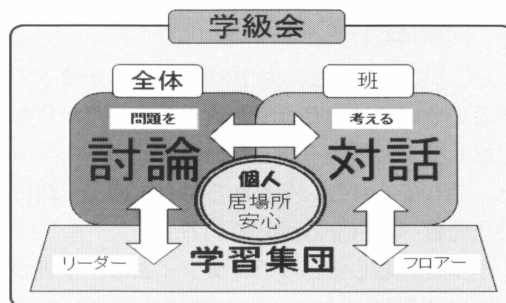 学級会
全体
班
問題を
考える
討論
対話
個人
居場所
安心
学習集団
リーダー
フロアー